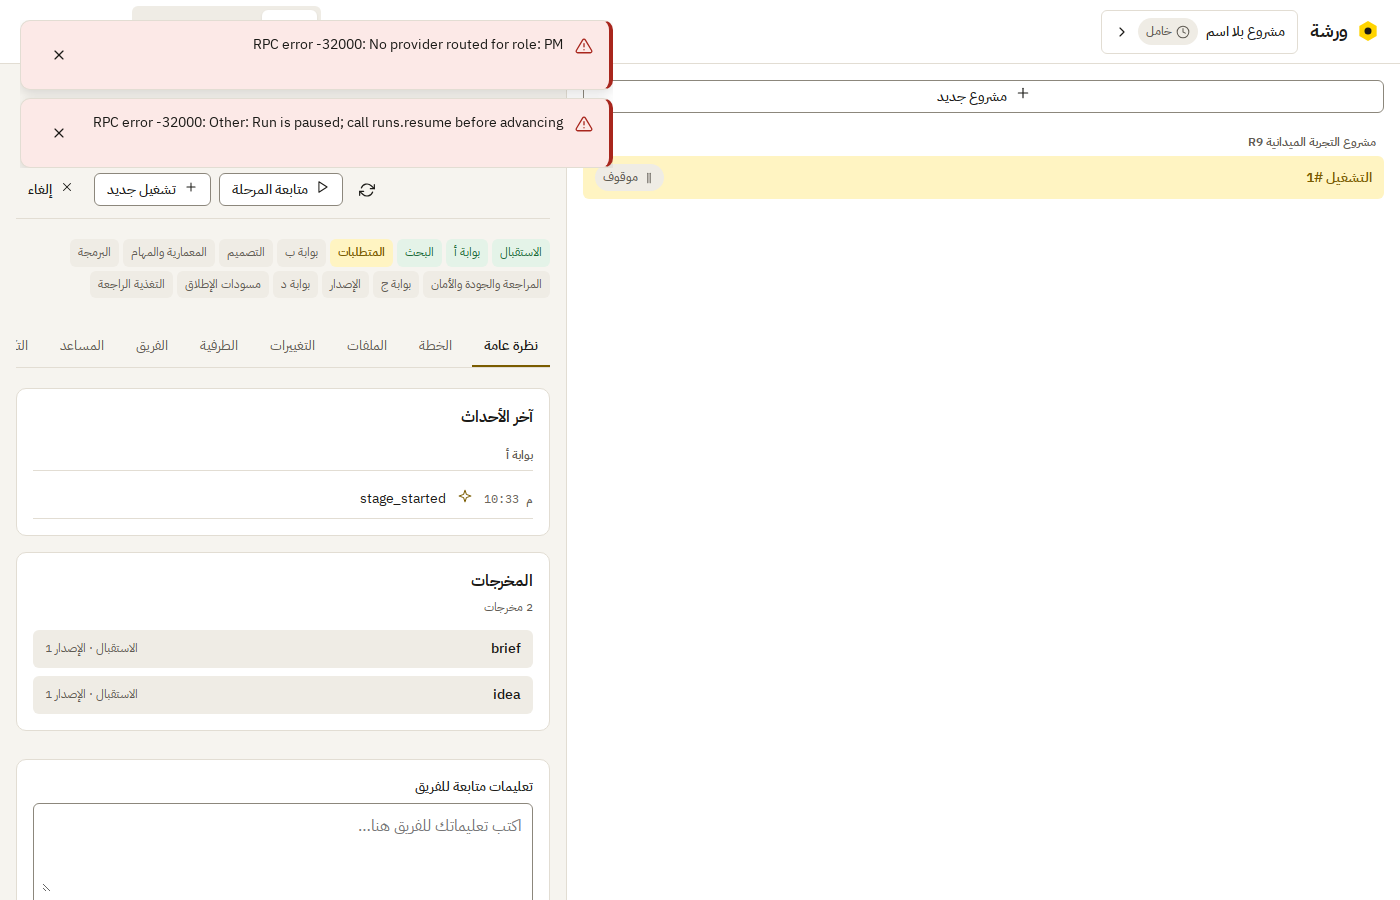 ورشة
مشروع بلا اسم
خامل
RPC error -32000: No provider routed for role: PM
RPC error -32000: Other: Run is paused; call runs.resume before advancing
مشروع جديد
مشروع التجربة الميدانية R9
التشغيل #1
موقوف
متابعة المرحلة
تشغيل جديد
إلغاء
الاستقبال
بوابة أ
البحث
المتطلبات
بوابة ب
التصميم
المعمارية والمهام
البرمجة
المراجعة والجودة والأمان
بوابة ج
الإصدار
بوابة د
مسودات الإطلاق
التغذية الراجعة
نظرة عامة
الخطة
الملفات
التغييرات
الطرفية
الفريق
المساعد
آخر الأحداث
بوابة أ
10:33 م
stage_started
المخرجات
2 مخرجات
brief
الاستقبال · الإصدار 1
idea
الاستقبال · الإصدار 1
تعليمات متابعة للفريق
اكتب تعليماتك للفريق هنا...